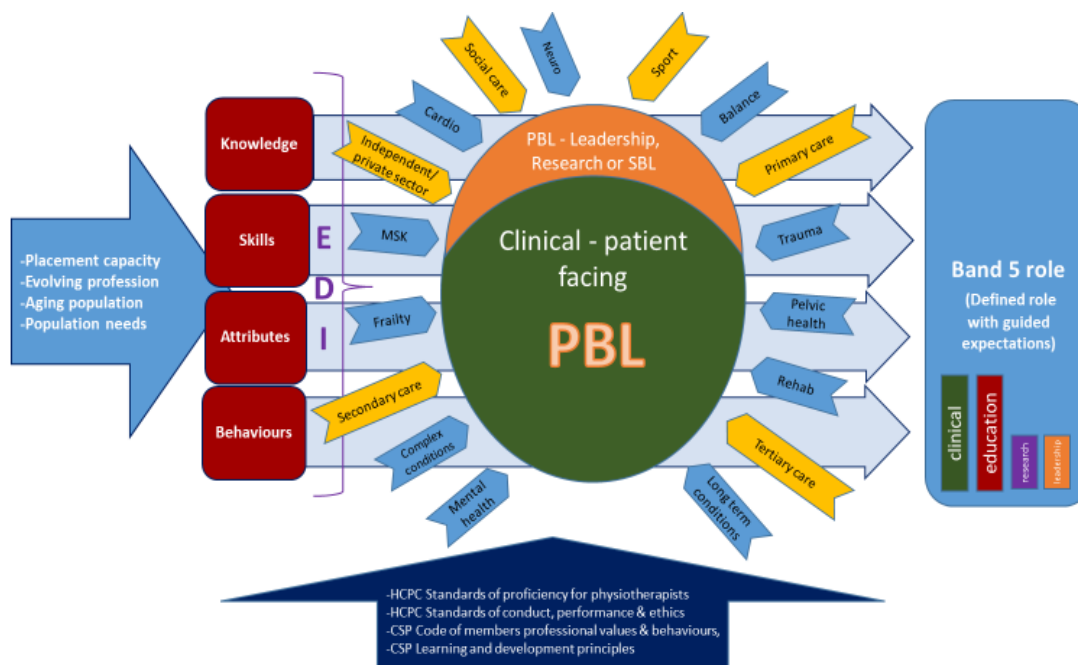 -Placement capacity
-Evolving profession
-Aging population
-Population needs
Knowledge
Skills
Attributes
Behaviours
E
D
I
Social care
Neuro
Sport
Cardio
Balance
Independent/
private sector
Primary care
MSK
Trauma
Frailty
Pelvic
health
Secondary care
Rehab
Complex
conditions
Tertiary care
Mental
health
Long term
conditions
PBL - Leadership,
Research or SBL
Clinical - patient
facing
PBL
Band 5 role
(Defined role
with guided
expectations)
clinical
education
research
leadership
-HCPC Standards of proficiency for physiotherapists
-HCPC Standards of conduct, performance & ethics
-CSP Code of members professional values & behaviours,
-CSP Learning and development principles